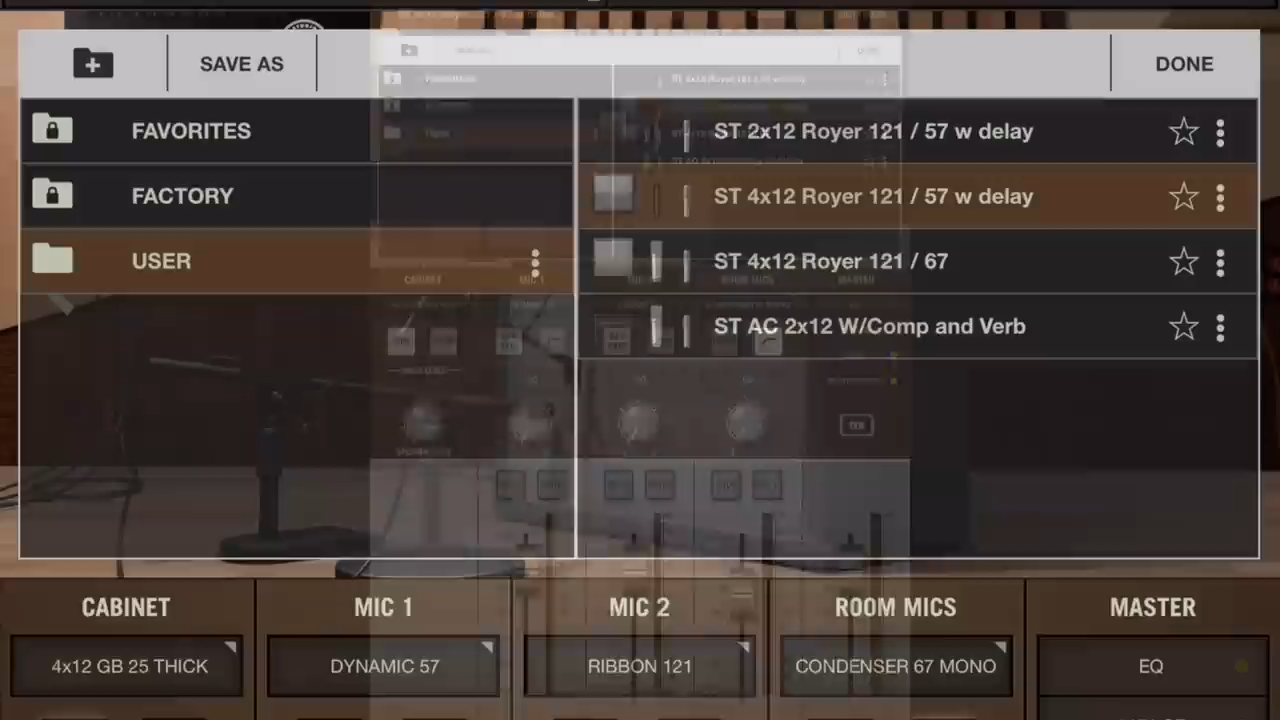 SAVE AS
DONE
FAVORITES
FACTORY
USER
ST 2x12 Royer 121 / 57 w delay
ST 4x12 Royer 121 / 57 w delay
ST 4x12 Royer 121 / 67
ST AC 2x12 W/Comp and Verb
CABINET
MIC 1
MIC 2
ROOM MICS
MASTER
4x12 GB 25 THICK
DYNAMIC 57
RIBBON 121
CONDENSER 67 MONO
EQ